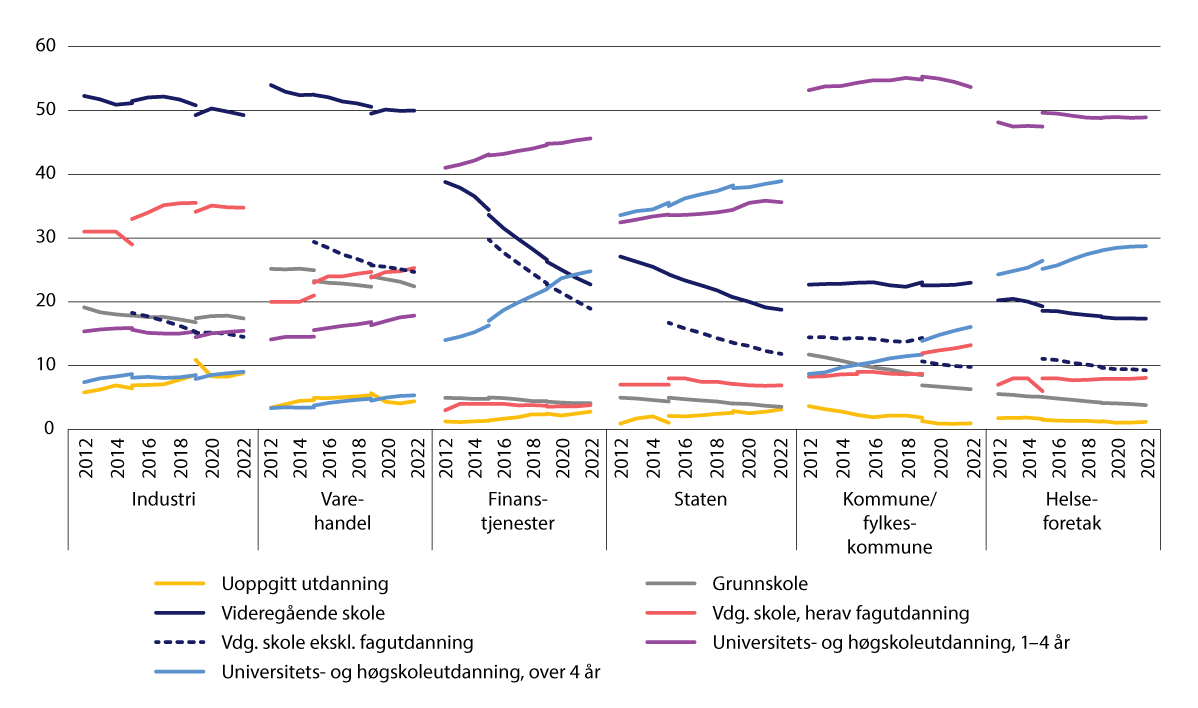 60
50
40
30
20
10
0
2012 2014 2016 2018 2020 2022 2012 2014 2016 2018 2020 2022 2012 2014 2016 2018 2020 2022 2012 2014 2016 2018 2020 2022 2012 2014 2016 2018 2020 2022 2012 2014 2016 2018 2020 2022
Industri
Vare-
handel
Finans-
tjenester
Staten
Kommune/
fylkes-
kommune
Helse-
foretak
Uoppgitt utdanning
Grunnskole
Videregående skole
Vdg. skole, herav fagutdanning
Vdg. skole ekskl. fagutdanning
Universitets- og høgskoleutdanning, 1–4 år
Universitets- og høgskoleutdanning, over 4 år